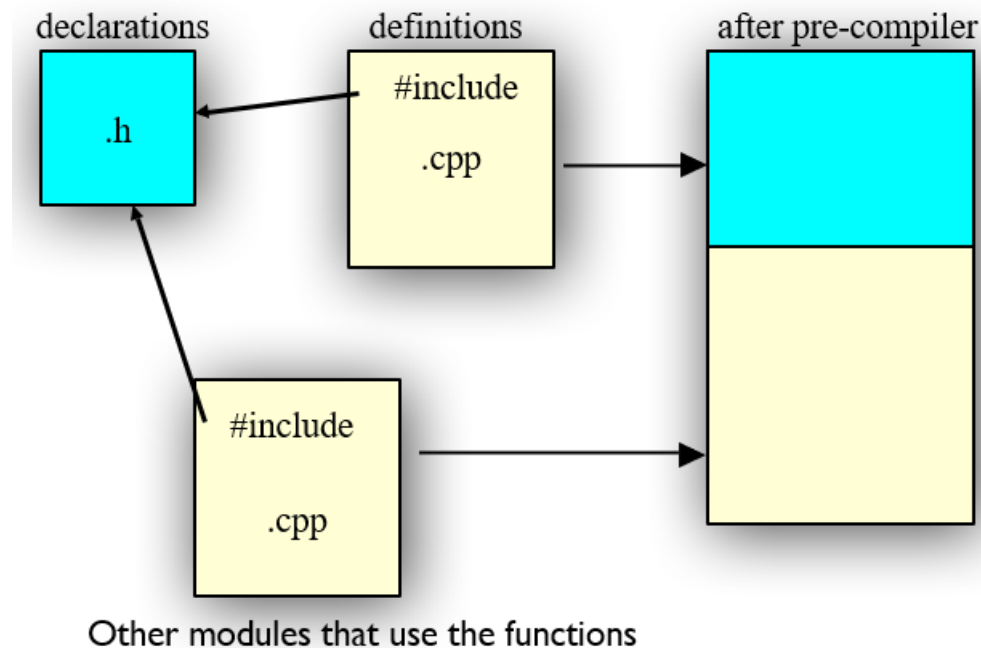 declarations
definitions
after pre-compiler
.h
#include
.cpp
#include
.cpp
Other modules that use the functions